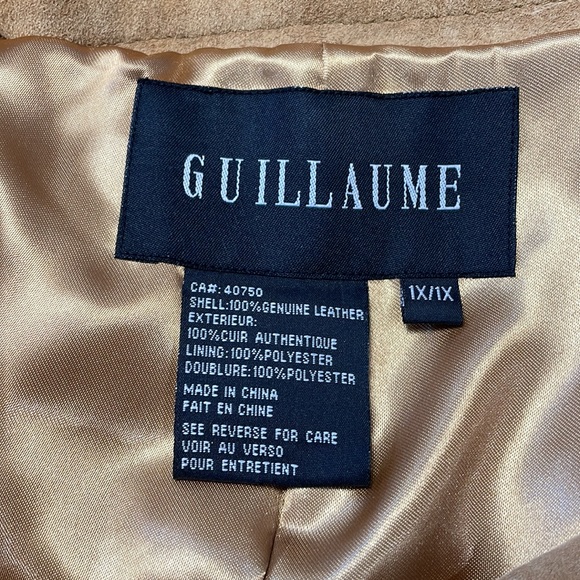 GUILLAUME
CA#: 40750
SHELL:100%GENUINE LEATHER
EXTERIEUR:
100%CUIR AUTHENTIQUE
LINING:100%POLYESTER
DOUBLURE:100%POLYESTER
MADE IN CHINA
FAIT EN CHINE
SEE REVERSE FOR CARE
VOIR AU VERSO
POUR ENTRETIENT
1X/1X